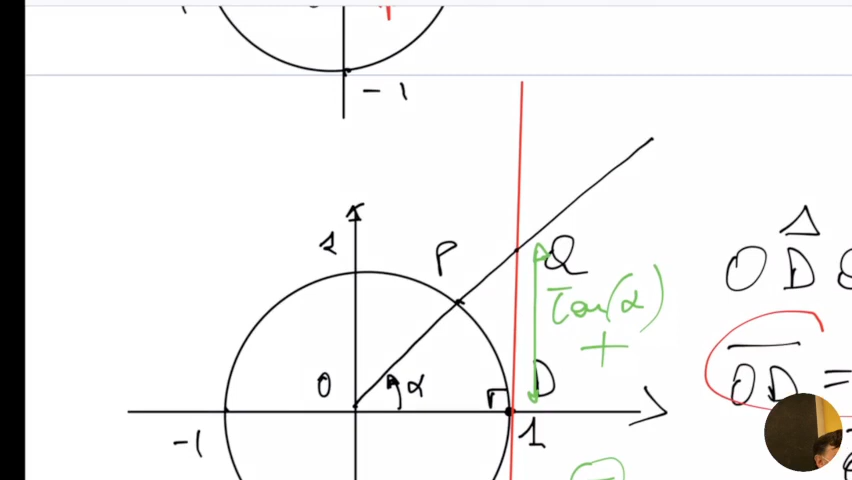 -1
1
P
Q
Tan(α)
+
O
α
D
-1
1
ODQ
OD =